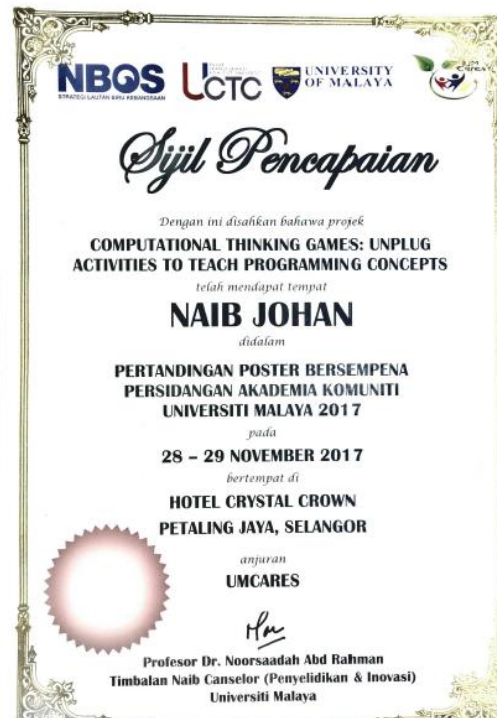 NBOS
STRATEGI LAUTAN BIRU KEBANGSAAN
UCTC
UNIVERSITY
OF MALAYA
UM
Cares
Sijil Pencapaian
Dengan ini disahkan bahawa projek
COMPUTATIONAL THINKING GAMES: UNPLUG
ACTIVITIES TO TEACH PROGRAMMING CONCEPTS
telah mendapat tempat
NAIB JOHAN
didalam
PERTANDINGAN POSTER BERSEMPENA
PERSIDANGAN AKADEMIA KOMUNITI
UNIVERSITI MALAYA 2017
pada
28 – 29 NOVEMBER 2017
bertempat di
HOTEL CRYSTAL CROWN
PETALING JAYA, SELANGOR
anjuran
UMCARES
Profesor Dr. Noorsaadah Abd Rahman
Timbalan Naib Canselor (Penyelidikan & Inovasi)
Universiti Malaya